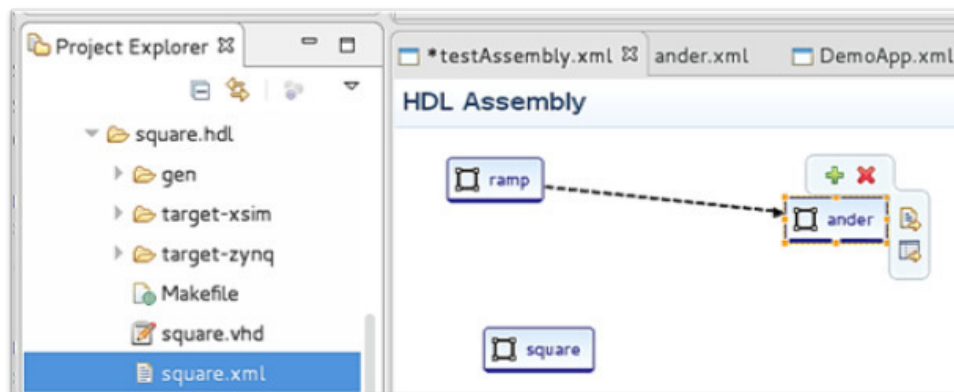 Project Explorer
*testAssembly.xml
ander.xml
DemoApp.xml
HDL Assembly
square.hdl
gen
target-xsim
target-zynq
Makefile
square.vhd
square.xml
ramp
ander
square